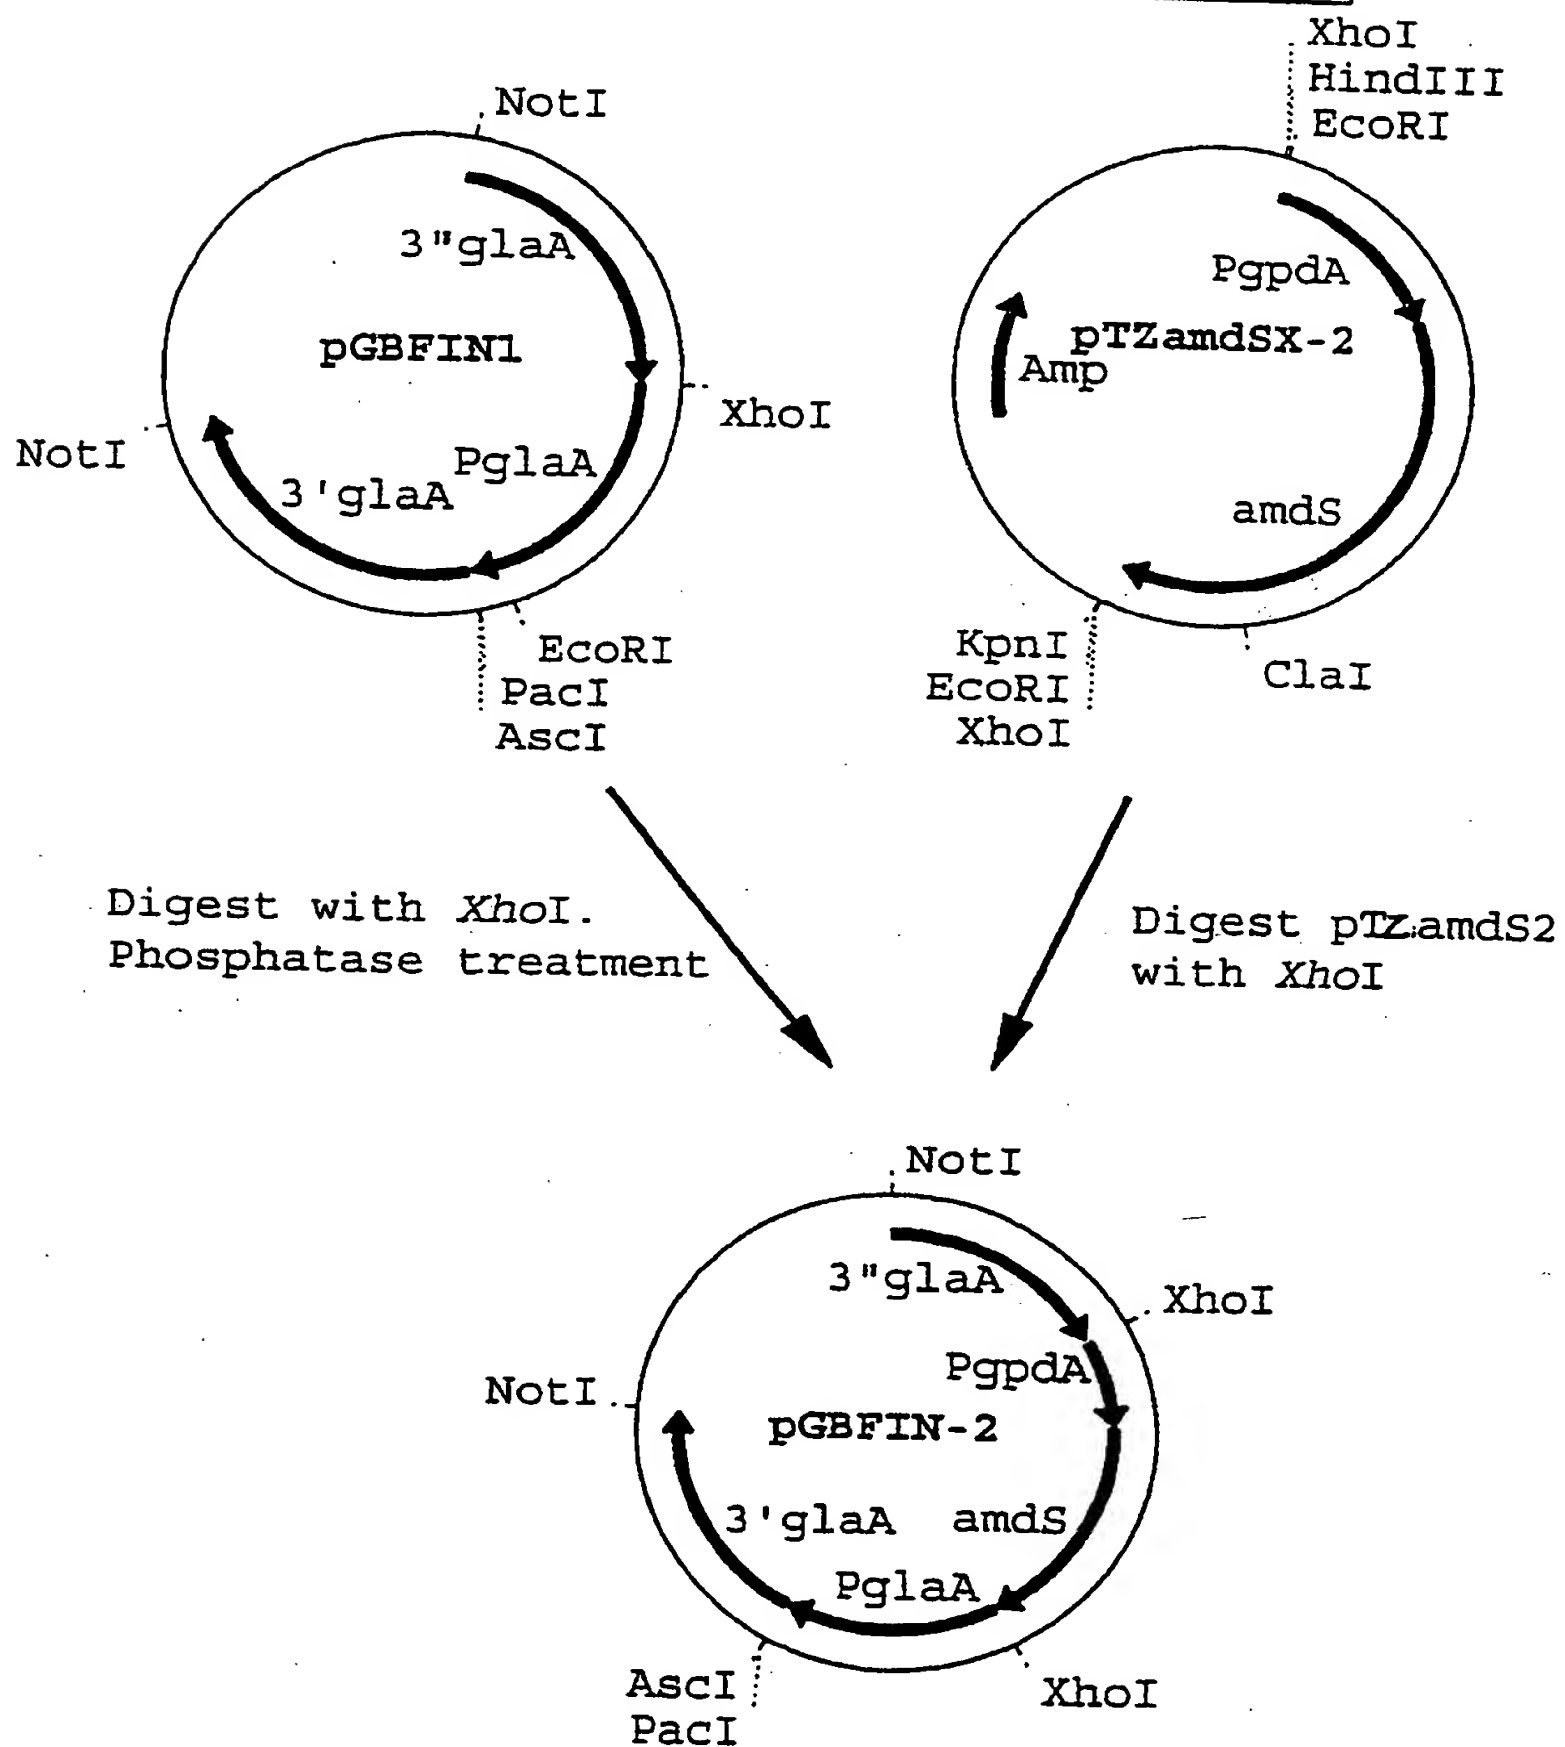 XhoI
HindIII
EcoRI
NotI
3"glaA
pGBFIN1
XhoI
NotI
PglaA
3'glaA
EcoRI
PacI
AscI
PgpdA
pTZamdSX-2
Amp
amdS
KpnI
EcoRI
XhoI
ClaI
Digest with XhoI.
Phosphatase treatment
Digest pTZamdS2
with XhoI
NotI
3"glaA
XhoI
PgpdA
NotI
pGBFIN-2
3'glaA
amdS
PglaA
AscI
PacI
XhoI